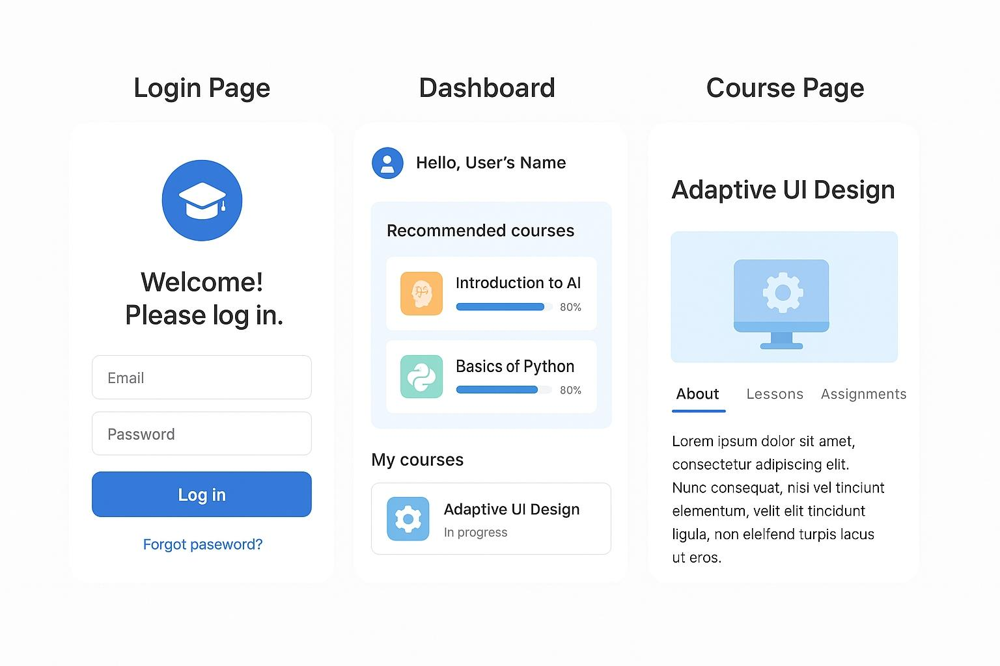 Login Page
Welcome!
Please log in.
Email
Password
Log in
Forgot paseword?
Dashboard
Hello, User’s Name
Recommended courses
Introduction to AI
80%
Basics of Python
80%
My courses
Adaptive UI Design
In progress
Course Page
Adaptive UI Design
About Lessons Assignments
Lorem ipsum dolor sit amet,
consectetur adipiscing elit.
Nunc consequat, nisi vel tinciunt
elementum, velit elit tincidunt
ligula, non elelfend turpis lacus
ut eros.